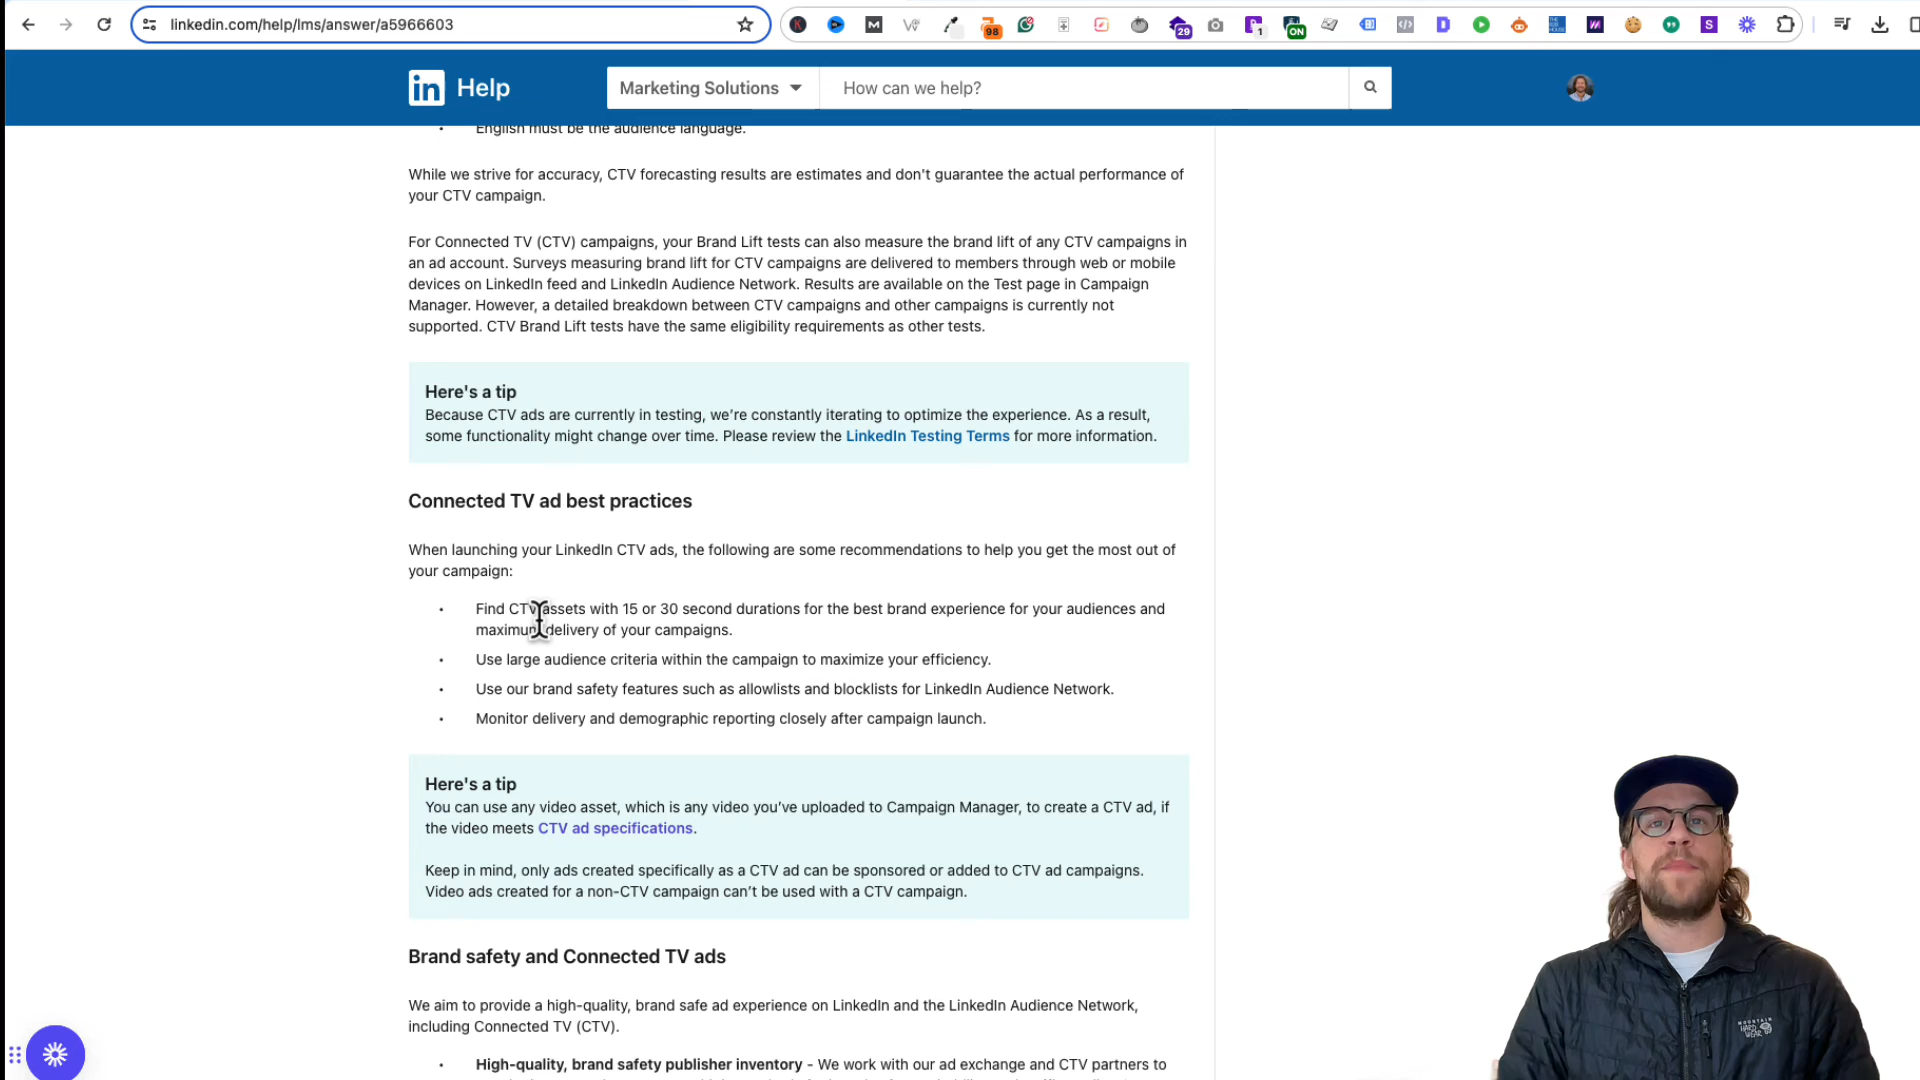 linkedin.com/help/lms/answer/a5966603
98
29
1
ON
in Help
Marketing Solutions
How can we help?
English must be the audience language.
While we strive for accuracy, CTV forecasting results are estimates and don't guarantee the actual performance of
your CTV campaign.
For Connected TV (CTV) campaigns, your Brand Lift tests can also measure the brand lift of any CTV campaigns in
an ad account. Surveys measuring brand lift for CTV campaigns are delivered to members through web or mobile
devices on LinkedIn feed and LinkedIn Audience Network. Results are available on the Test page in Campaign
Manager. However, a detailed breakdown between CTV campaigns and other campaigns is currently not
supported. CTV Brand Lift tests have the same eligibility requirements as other tests.
Here's a tip
Because CTV ads are currently in testing, we're constantly iterating to optimize the experience. As a result,
some functionality might change over time. Please review the LinkedIn Testing Terms for more information.
Connected TV ad best practices
When launching your LinkedIn CTV ads, the following are some recommendations to help you get the most out of
your campaign:
• Find CTV assets with 15 or 30 second durations for the best brand experience for your audiences and
maximum delivery of your campaigns.
• Use large audience criteria within the campaign to maximize your efficiency.
• Use our brand safety features such as allowlists and blocklists for LinkedIn Audience Network.
• Monitor delivery and demographic reporting closely after campaign launch.
Here's a tip
You can use any video asset, which is any video you've uploaded to Campaign Manager, to create a CTV ad, if
the video meets CTV ad specifications.
Keep in mind, only ads created specifically as a CTV ad can be sponsored or added to CTV ad campaigns.
Video ads created for a non-CTV campaign can't be used with a CTV campaign.
Brand safety and Connected TV ads
We aim to provide a high-quality, brand safe ad experience on LinkedIn and the LinkedIn Audience Network,
including Connected TV (CTV).
• High-quality, brand safety publisher inventory - We work with our ad exchange and CTV partners to
MOUNTAIN
HARD
WEAR